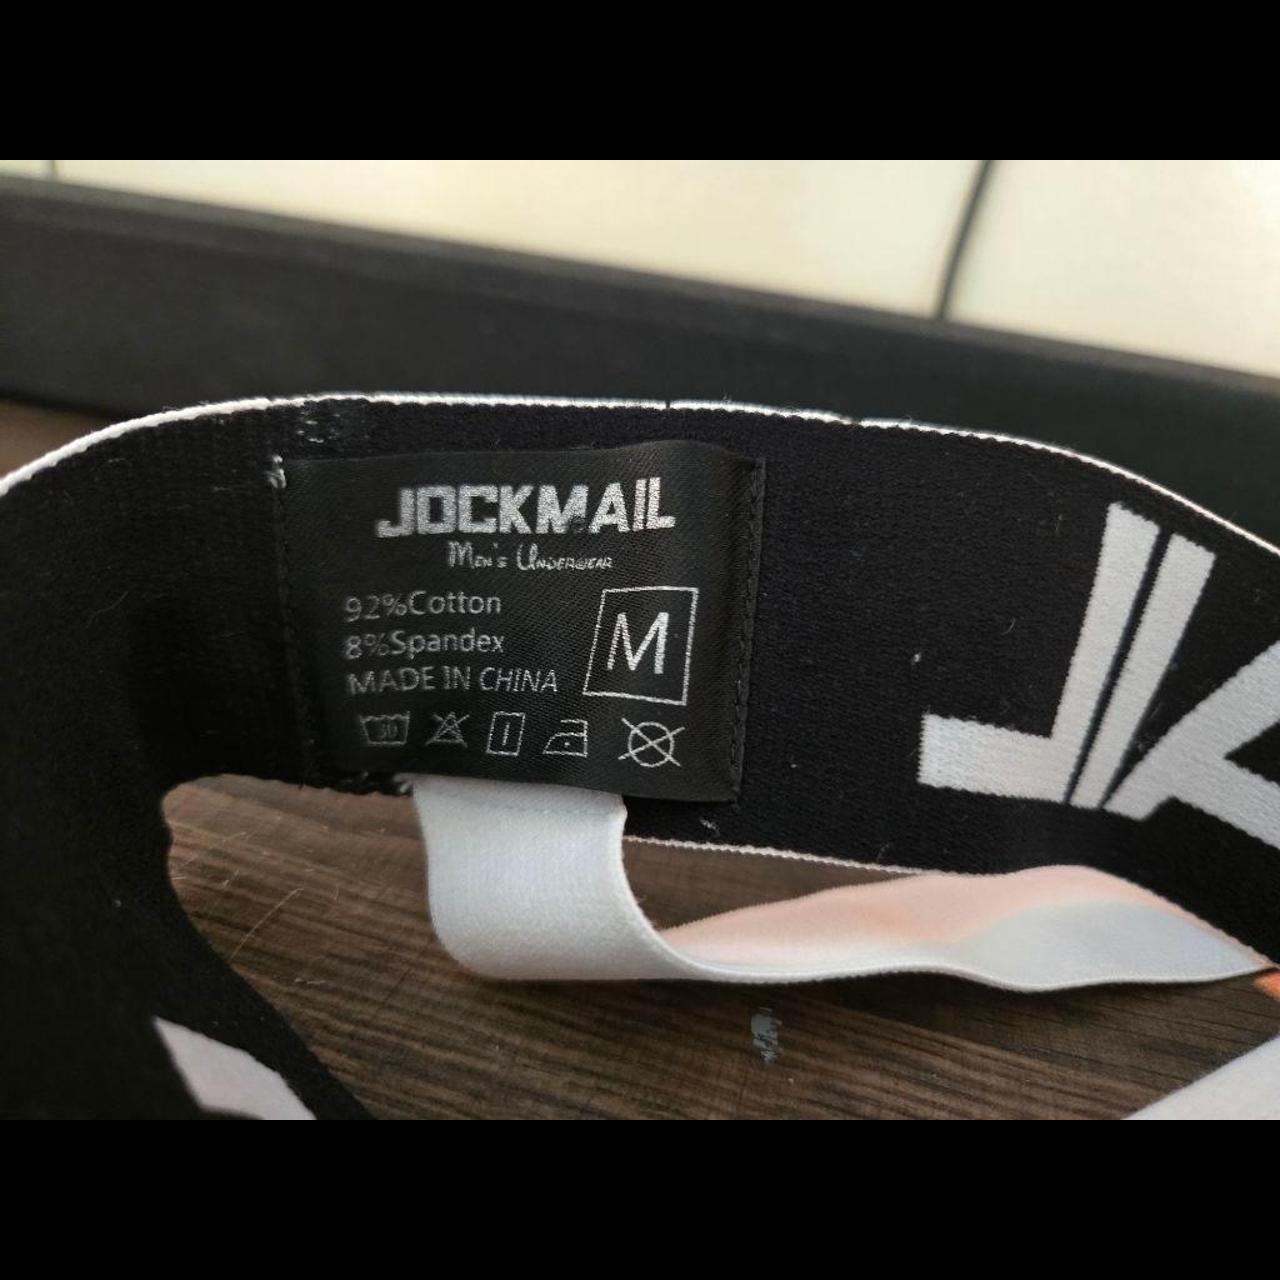 JOCKMAIL
Men's Underwear
92%Cotton
8%Spandex
M
MADE IN CHINA
30